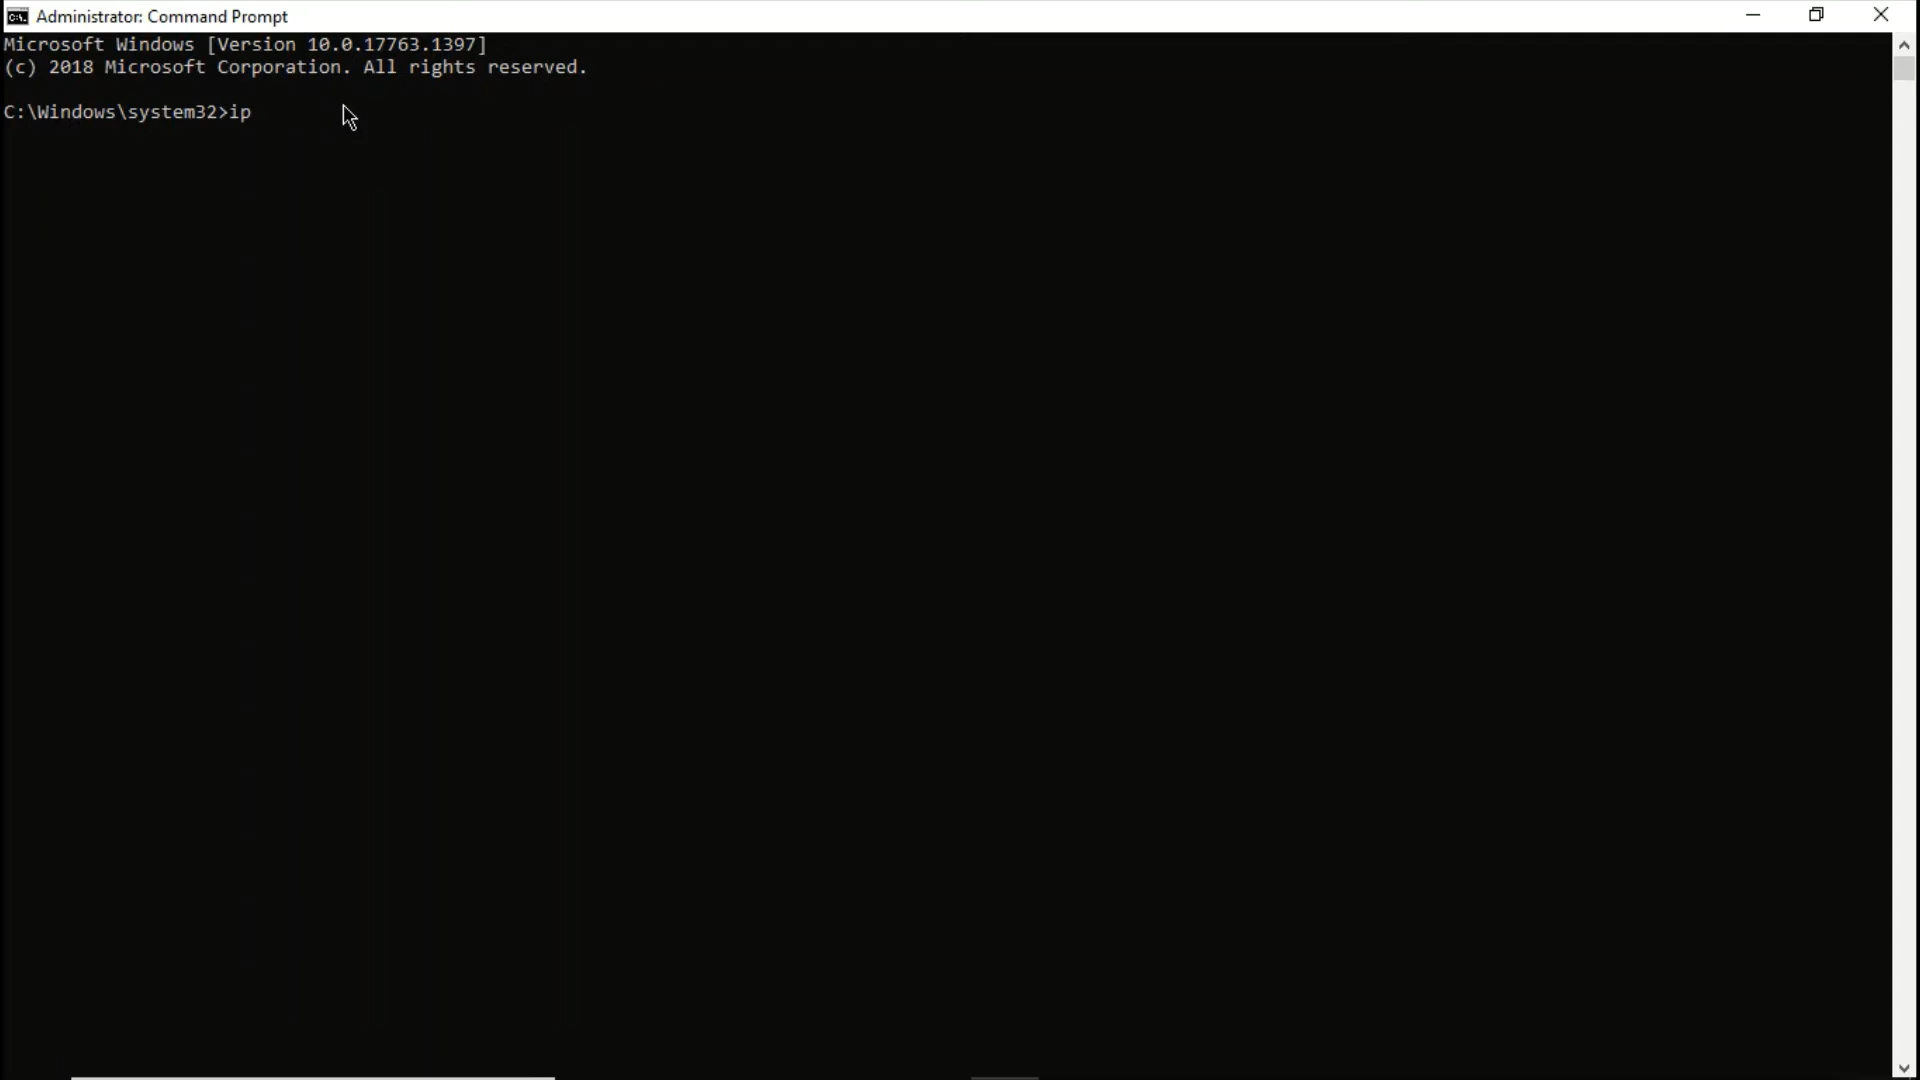 Administrator: Command Prompt
Microsoft Windows [Version 10.0.17763.1397]
(c) 2018 Microsoft Corporation. All rights reserved.
C:\Windows\system32>ip